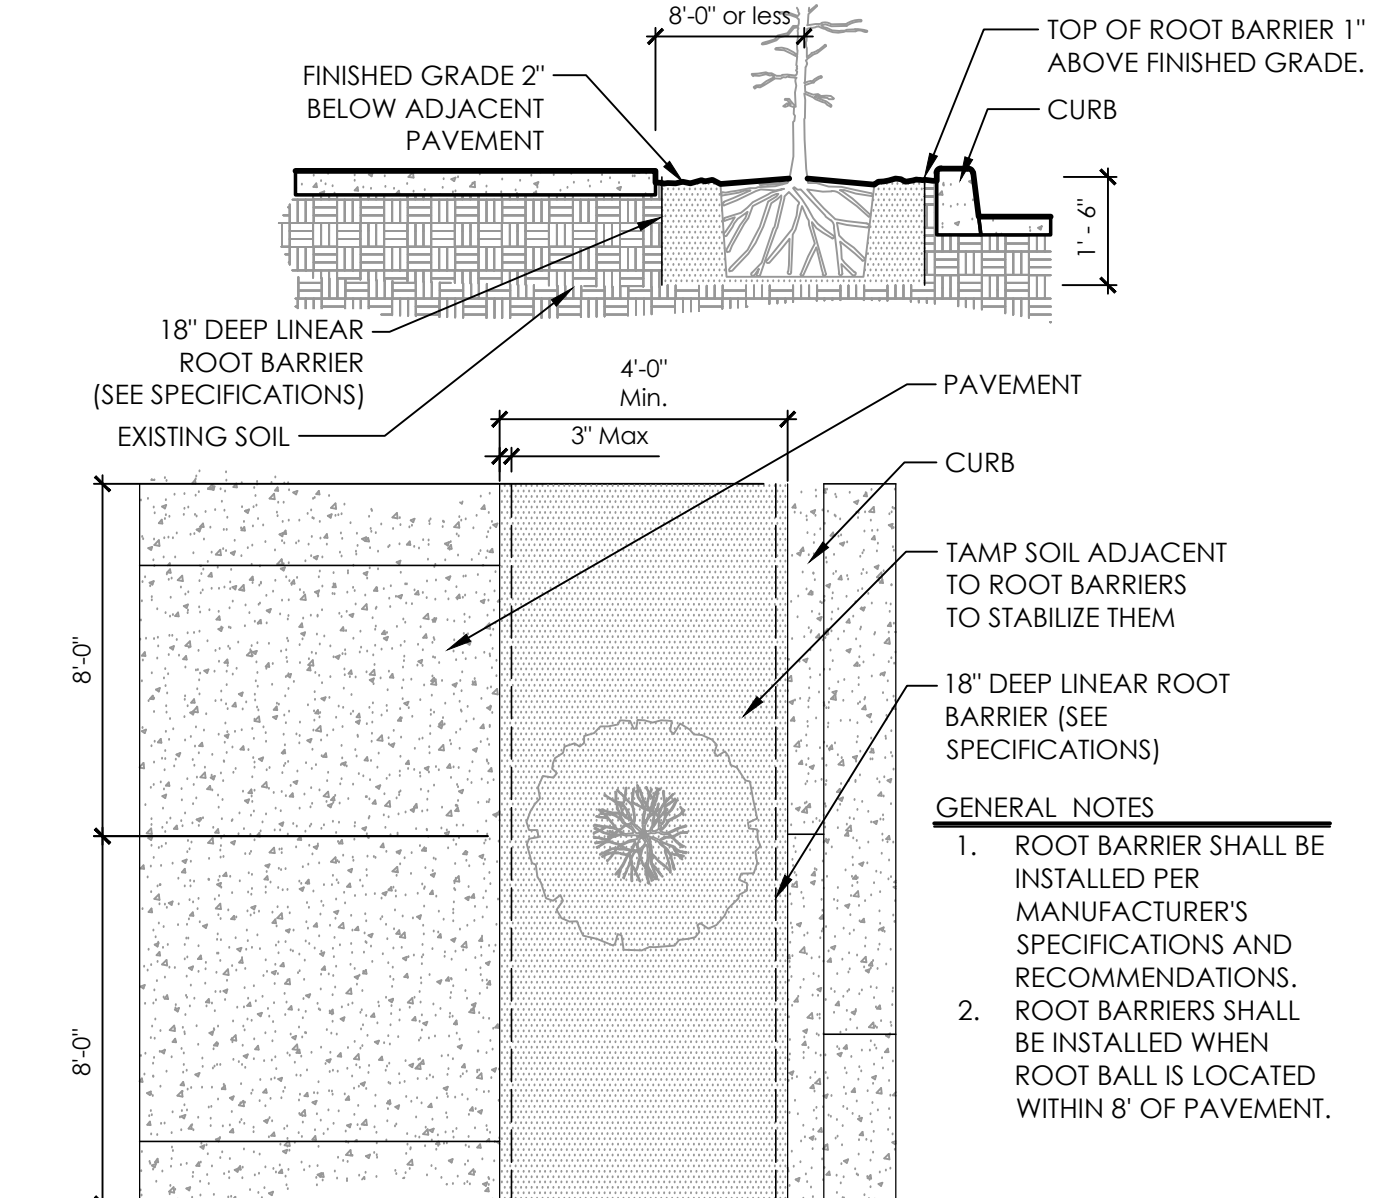 8'-0" or less
TOP OF ROOT BARRIER 1"
ABOVE FINISHED GRADE.
FINISHED GRADE 2"
BELOW ADJACENT
PAVEMENT
CURB
1' - 6"
18" DEEP LINEAR
ROOT BARRIER
(SEE SPECIFICATIONS)
EXISTING SOIL
4'-0"
Min.
3" Max
PAVEMENT
CURB
TAMP SOIL ADJACENT
TO ROOT BARRIERS
TO STABILIZE THEM
8'-0"
18" DEEP LINEAR ROOT
BARRIER (SEE
SPECIFICATIONS)
GENERAL NOTES
1. ROOT BARRIER SHALL BE
INSTALLED PER
MANUFACTURER'S
SPECIFICATIONS AND
RECOMMENDATIONS.
2. ROOT BARRIERS SHALL
BE INSTALLED WHEN
ROOT BALL IS LOCATED
WITHIN 8' OF PAVEMENT.
8'-0"